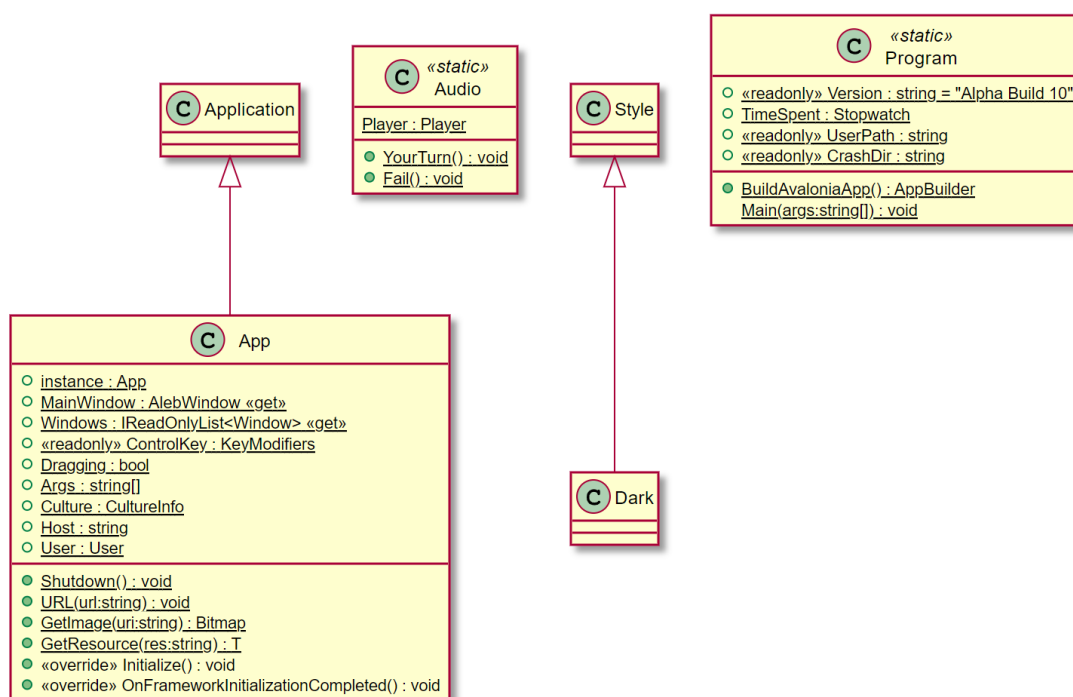 C Application
C «static»
Audio
Player : Player
YourTurn() : void
Fail() : void
C Style
C «static»
Program
«readonly» Version : string = "Alpha Build 10"
TimeSpent : Stopwatch
«readonly» UserPath : string
«readonly» CrashDir : string
BuildAvaloniaApp() : AppBuilder
Main(args:string[]) : void
C App
instance : App
MainWindow : AlebWindow «get»
Windows : IReadOnlyList<Window> «get»
«readonly» ControlKey : KeyModifiers
Dragging : bool
Args : string[]
Culture : CultureInfo
Host : string
User : User
Shutdown() : void
URL(url:string) : void
GetImage(uri:string) : Bitmap
GetResource(res:string) : T
«override» Initialize() : void
«override» OnFrameworkInitializationCompleted() : void
C Dark